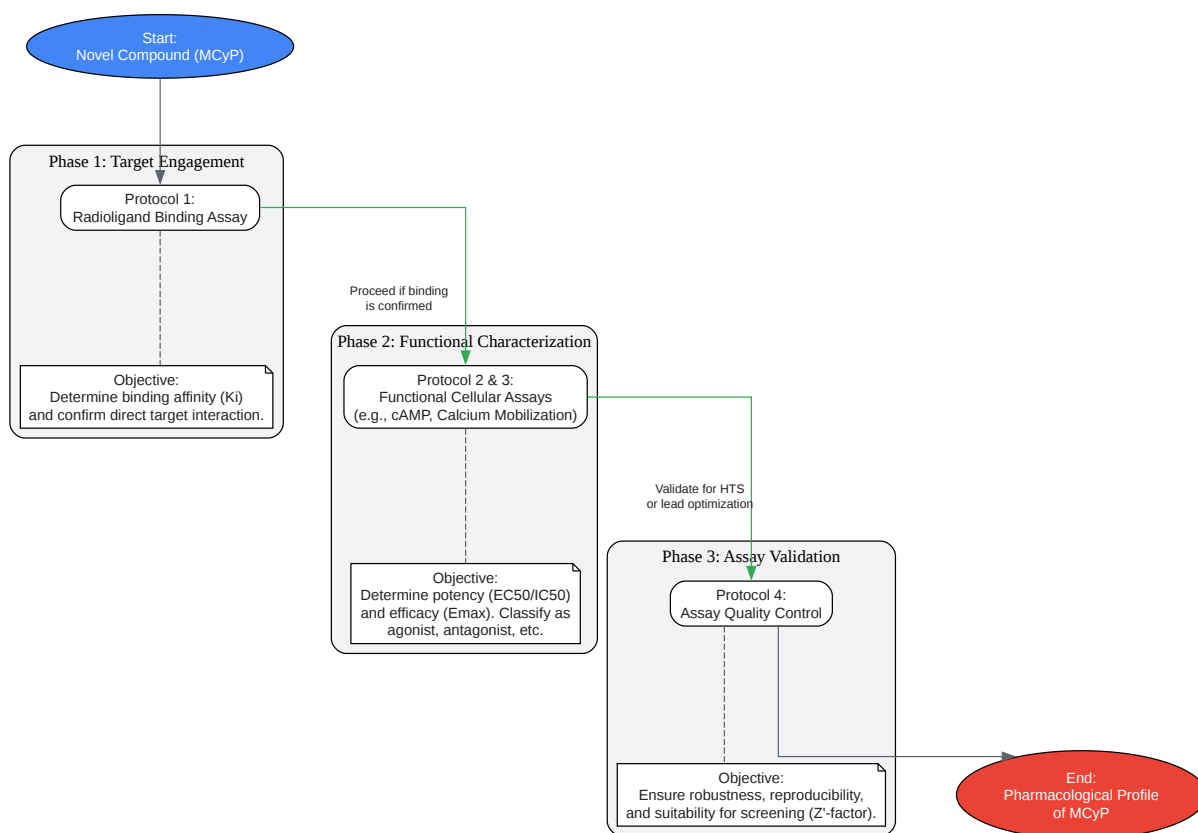 Start:
Novel Compound (MCyP)
Phase 1: Target Engagement
Protocol 1:
Radioligand Binding Assay
Objective:
Determine binding affinity (Ki)
and confirm direct target interaction.
Proceed if binding
is confirmed
Phase 2: Functional Characterization
Protocol 2 & 3:
Functional Cellular Assays
(e.g., cAMP, Calcium Mobilization)
Objective:
Determine potency (EC50/IC50)
and efficacy (Emax). Classify as
agonist, antagonist, etc.
Validate for HTS
or lead optimization
Phase 3: Assay Validation
Protocol 4:
Assay Quality Control
Objective:
Ensure robustness, reproducibility,
and suitability for screening (Z'-factor).
End:
Pharmacological Profile
of MCyP